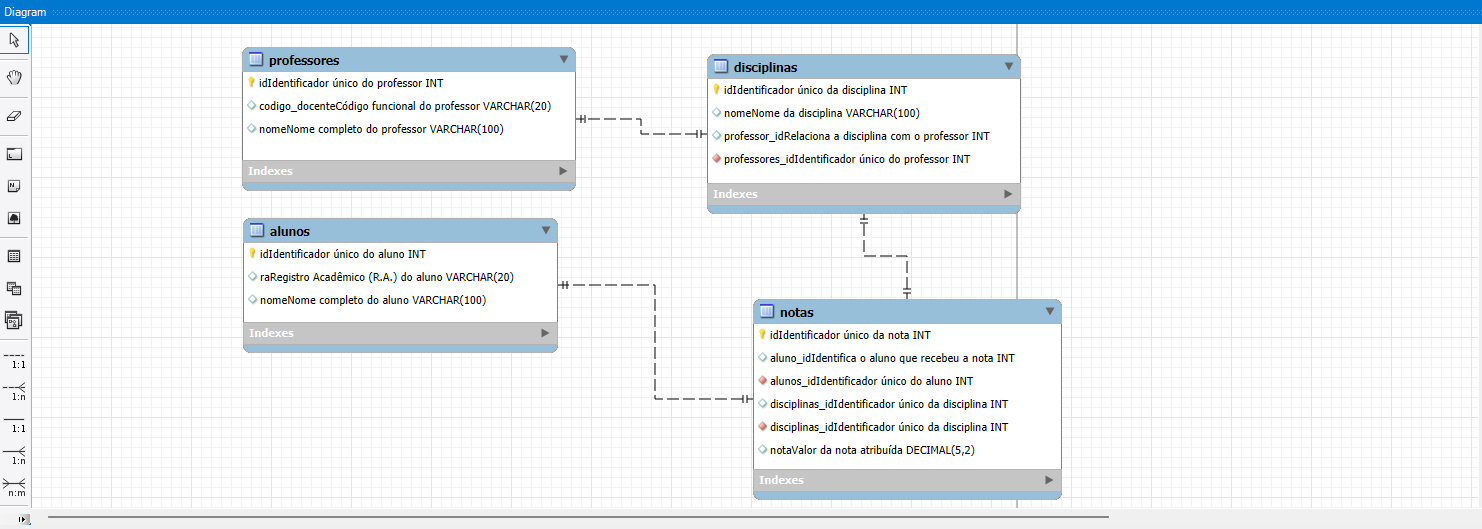 Diagram
professores
idIdentificador único do professor INT
codigo_docenteCódigo funcional do professor VARCHAR(20)
nomeNome completo do professor VARCHAR(100)
Indexes
disciplinas
idIdentificador único da disciplina INT
nomeNome da disciplina VARCHAR(100)
professor_idRelaciona a disciplina com o professor INT
professores_idIdentificador único do professor INT
Indexes
alunos
idIdentificador único do aluno INT
raRegistro Acadêmico (R.A.) do aluno VARCHAR(20)
nomeNome completo do aluno VARCHAR(100)
Indexes
notas
idIdentificador único da nota INT
aluno_idIdentifica o aluno que recebeu a nota INT
alunos_idIdentificador único do aluno INT
disciplinas_idIdentificador único da disciplina INT
disciplinas_idIdentificador único da disciplina INT
notaValor da nota atribuída DECIMAL(5,2)
Indexes
1:1
1:n
1:1
1:n
n:m